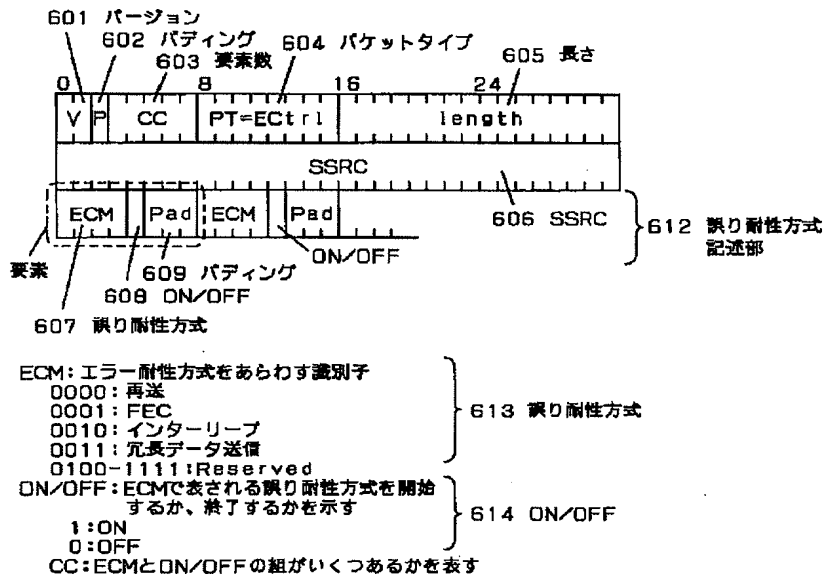 601 バージョン
602 パディング
603 要素数
604 パケットタイプ
605 長さ
0 8 16 24
V P CC PT=ECtrl length
SSRC
ECM Pad ECM Pad
606 SSRC
612 誤り耐性方式
記述部
ON/OFF
要素
609 パディング
608 ON/OFF
607 誤り耐性方式
ECM:エラー耐性方式をあらわす識別子
0000:再送
0001:FEC
0010:インターリーブ
0011:冗長データ送信
0100-1111:Reserved
613 誤り耐性方式
ON/OFF:ECMで表される誤り耐性方式を開始
するか、終了するかを示す
1:ON
0:OFF
614 ON/OFF
CC:ECMとON/OFFの組がいくつあるかを表す